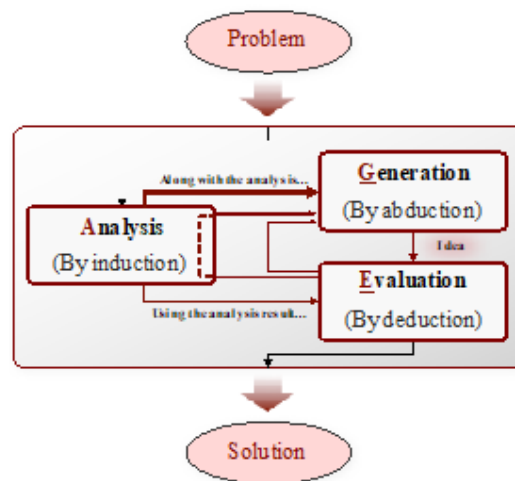 Problem
Along with the analysis...
Generation
(By abduction)
Analysis
(By induction)
Idea
Evaluation
(By deduction)
Using the analysis result...
Solution